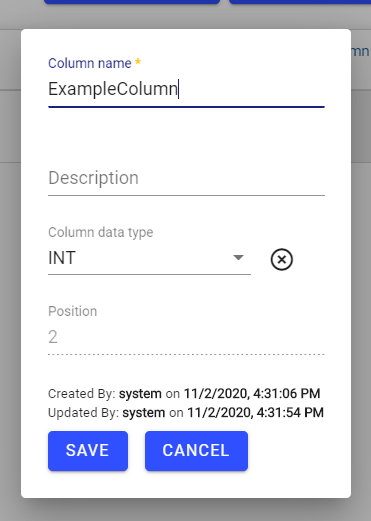 mn
Column name *
ExampleColumn
Description
Column data type
INT
Position
2
Created By: system on 11/2/2020, 4:31:06 PM
Updated By: system on 11/2/2020, 4:31:54 PM
SAVE CANCEL